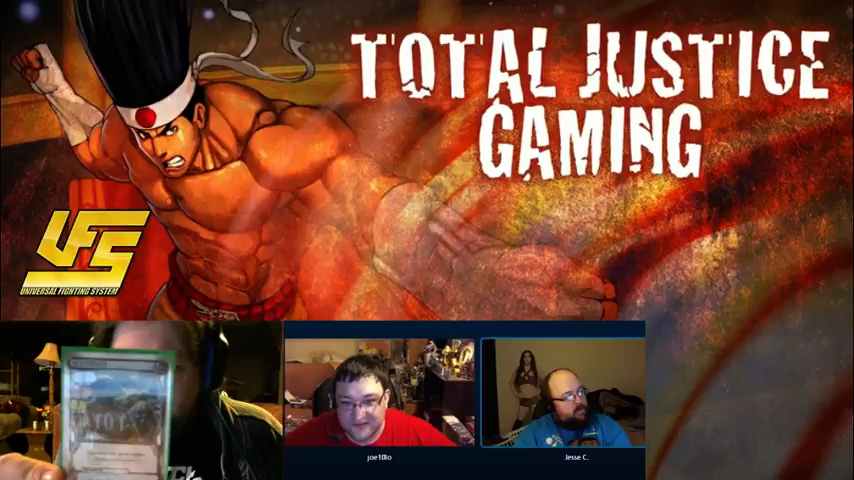 TOTAL JUSTICE
GAMING
UFS
UNIVERSAL FIGHTING SYSTEM
joe10lo
Jesse C.